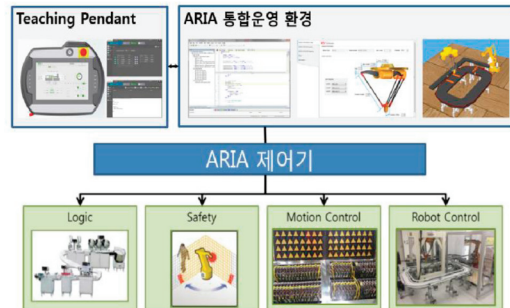 Teaching Pendant
ARIA 통합운영 환경
ARIA 제어기
Logic
Safety
Motion Control
Robot Control